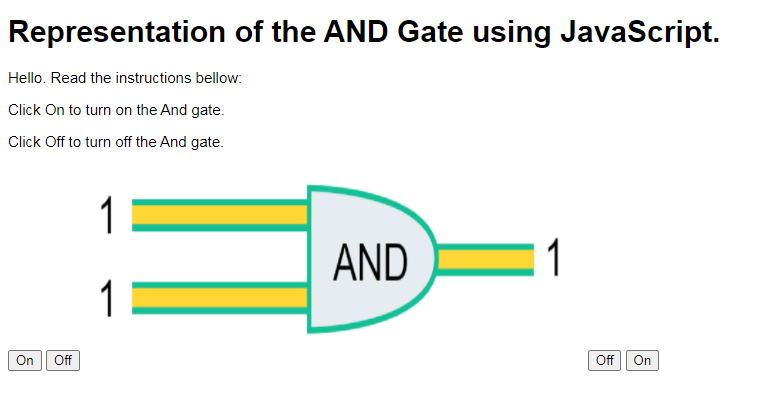 Representation of the AND Gate using JavaScript.
Hello. Read the instructions bellow:
Click On to turn on the And gate.
Click Off to turn off the And gate.
1
AND
1
1
On Off Off On